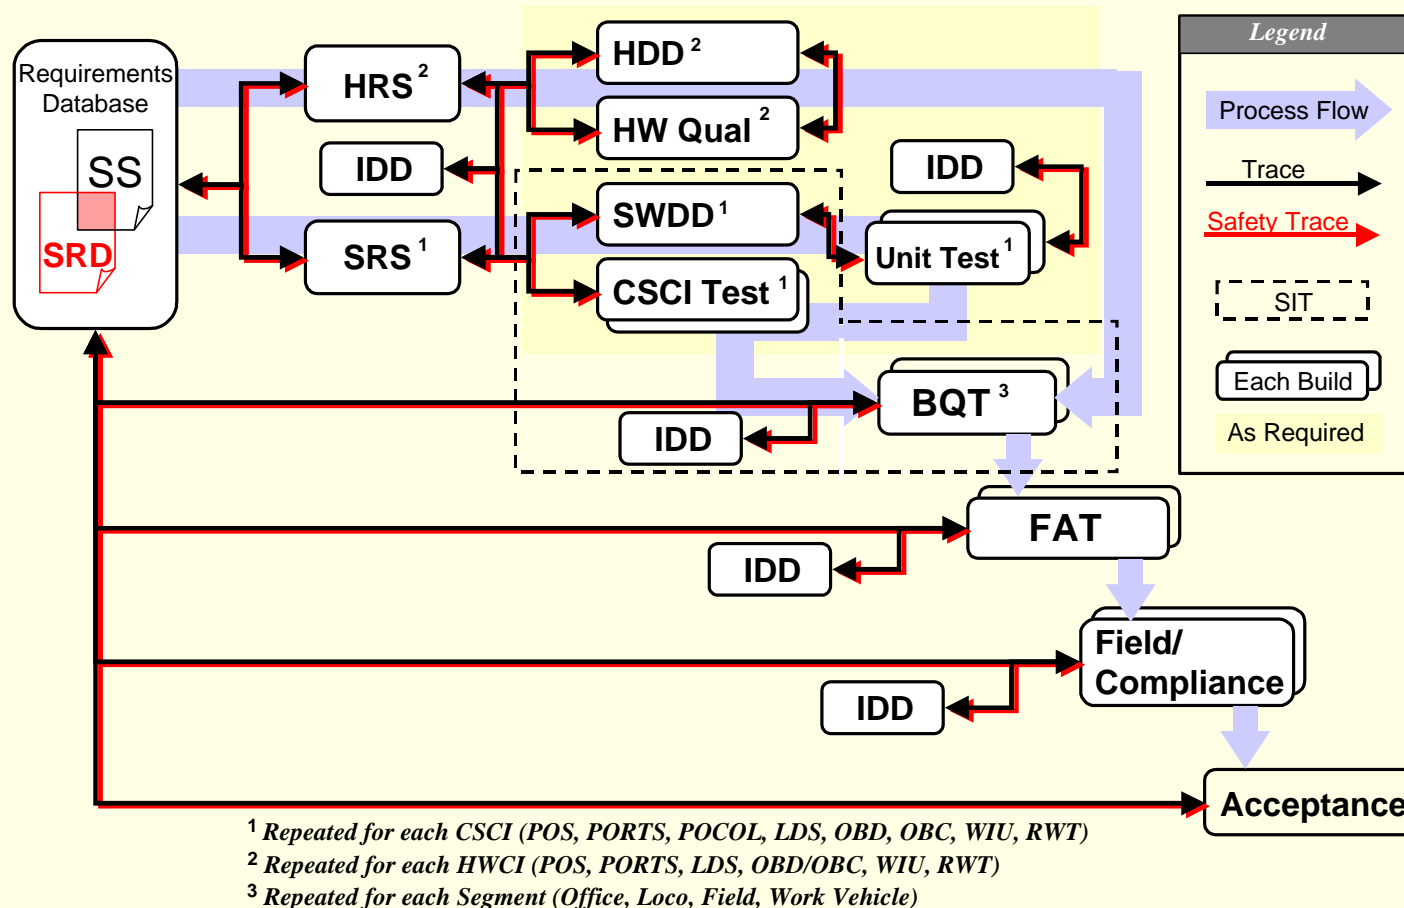 Requirements
Database
SS
SRD
HRS 2
IDD
SRS 1
HDD 2
HW Qual 2
SWDD 1
CSCI Test 1
IDD
Unit Test 1
BQT 3
IDD
FAT
IDD
Field/
Compliance
IDD
Acceptance
Legend
Process Flow
Trace
Safety Trace
SIT
Each Build
As Required
1 Repeated for each CSCI (POS, PORTS, POCOL, LDS, OBD, OBC, WIU, RWT)
2 Repeated for each HWCI (POS, PORTS, LDS, OBD/OBC, WIU, RWT)
3 Repeated for each Segment (Office, Loco, Field, Work Vehicle)